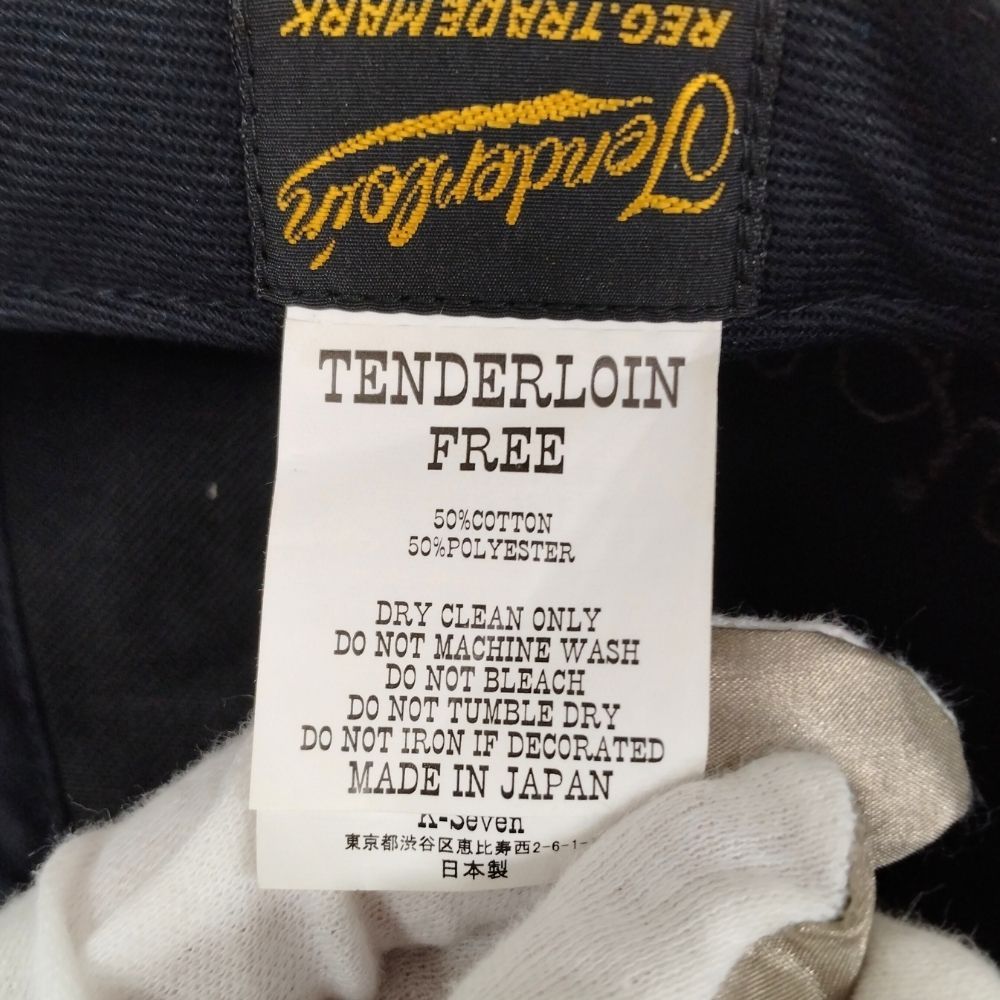 REG.TRADEMARK
Tenderloin
TENDERLOIN
FREE
50%COTTON
50%POLYESTER
DRY CLEAN ONLY
DO NOT MACHINE WASH
DO NOT BLEACH
DO NOT TUMBLE DRY
DO NOT IRON IF DECORATED
MADE IN JAPAN
K-Seven
東京都渋谷区恵比寿西2-6-1-
日本製